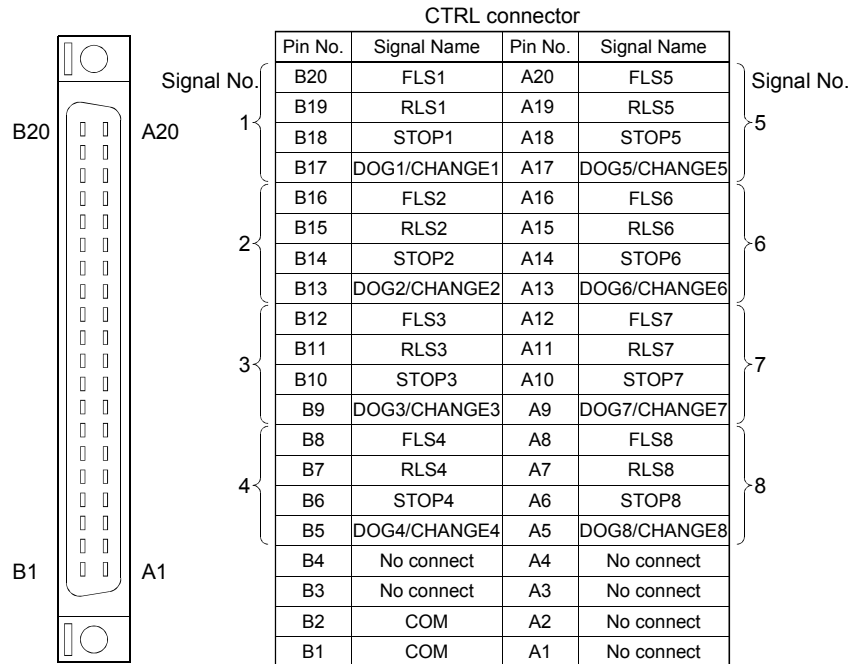 CTRL connector
Pin No. Signal Name Pin No. Signal Name
Signal No. B20 FLS1 A20 FLS5 Signal No.
B19 RLS1 A19 RLS5
1 5
B20 A20 B18 STOP1 A18 STOP5
B17 DOG1/CHANGE1 A17 DOG5/CHANGE5
B16 FLS2 A16 FLS6
B15 RLS2 A15 RLS6
2 6
B14 STOP2 A14 STOP6
B13 DOG2/CHANGE2 A13 DOG6/CHANGE6
B12 FLS3 A12 FLS7
B11 RLS3 A11 RLS7
3 7
B10 STOP3 A10 STOP7
B9 DOG3/CHANGE3 A9 DOG7/CHANGE7
B8 FLS4 A8 FLS8
B7 RLS4 A7 RLS8
4 8
B6 STOP4 A6 STOP8
B5 DOG4/CHANGE4 A5 DOG8/CHANGE8
B4 No connect A4 No connect
B1 A1
B3 No connect A3 No connect
B2 COM A2 No connect
B1 COM A1 No connect